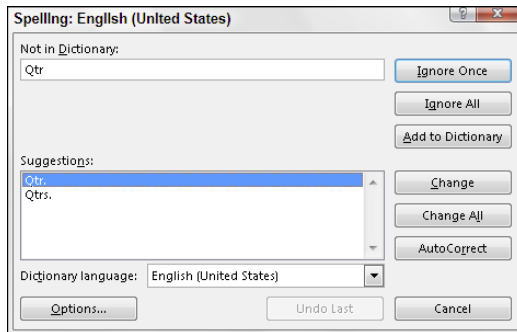 Spelling: English (United States)
Not in Dictionary:
Qtr
Ignore Once
Ignore All
Add to Dictionary
Suggestions:
Qtr.
Qtrs.
Change
Change All
AutoCorrect
Dictionary language: English (United States)
Options... Undo Last Cancel